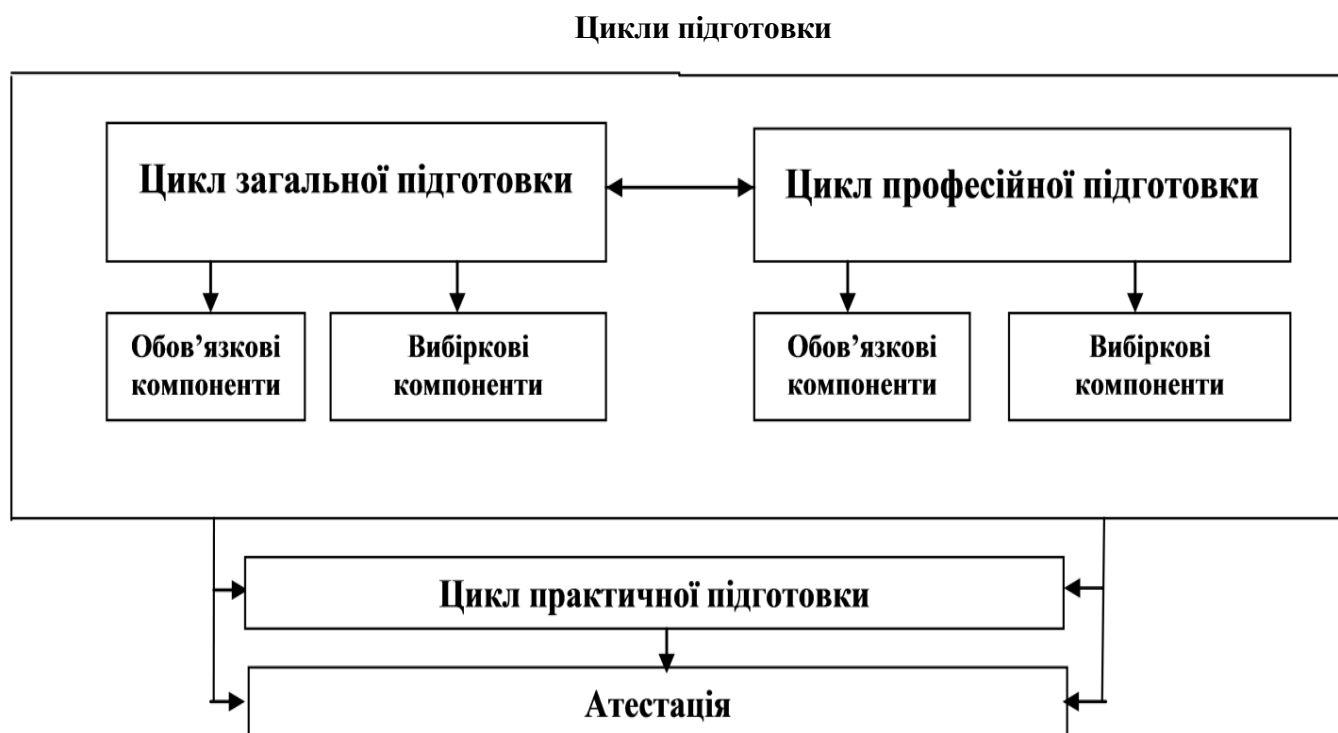 Цикли підготовки
Цикл загальної підготовки
Цикл професійної підготовки
Обов’язкові
компоненти
Вибіркові
компоненти
Обов’язкові
компоненти
Вибіркові
компоненти
Цикл практичної підготовки
Атестація